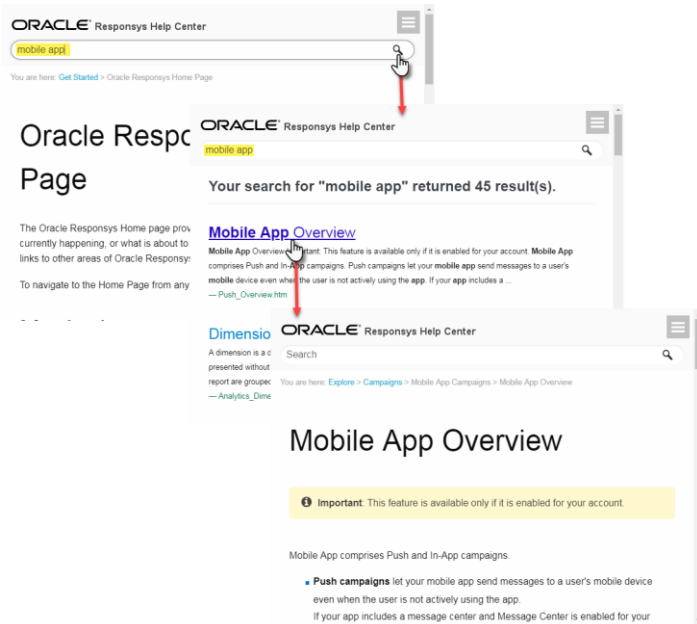 ORACLE® Responsys Help Center
mobile app
You are here: Get Started > Oracle Responsys Home Page
Oracle Respo
Page
The Oracle Responsys Home page prov
currently happening, or what is about to
links to other areas of Oracle Responsys
To navigate to the Home Page from any
ORACLE® Responsys Help Center
mobile app
Your search for "mobile app" returned 45 result(s).
Mobile App Overview
Mobile App Overview Important: This feature is available only if it is enabled for your account. Mobile App
comprises Push and In-App campaigns. Push campaigns let your mobile app send messages to a user's
mobile device even when the user is not actively using the app. If your app includes a ...
— Push_Overview.htm
Dimensio
A dimension is a d
presented without
report are grouped
— Analytics_Dime
ORACLE® Responsys Help Center
Search
You are here: Explore > Campaigns > Mobile App Campaigns > Mobile App Overview
Mobile App Overview
Important: This feature is available only if it is enabled for your account.
Mobile App comprises Push and In-App campaigns.
Push campaigns let your mobile app send messages to a user's mobile device
even when the user is not actively using the app.
If your app includes a message center and Message Center is enabled for your